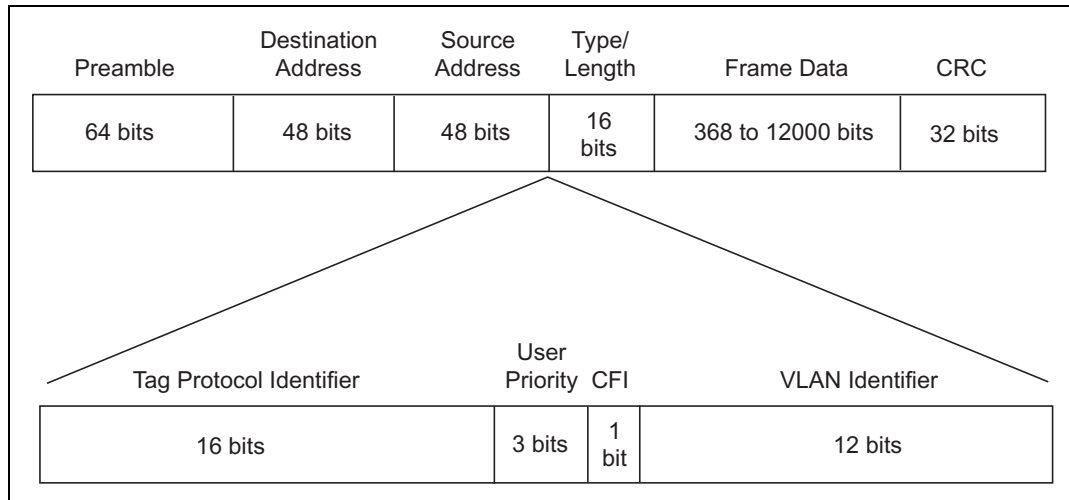 Preamble
Destination
Address
Source
Address
Type/
Length
Frame Data
CRC
64 bits
48 bits
48 bits
16
bits
368 to 12000 bits
32 bits
Tag Protocol Identifier
User
Priority
CFI
VLAN Identifier
16 bits
3 bits
1
bit
12 bits